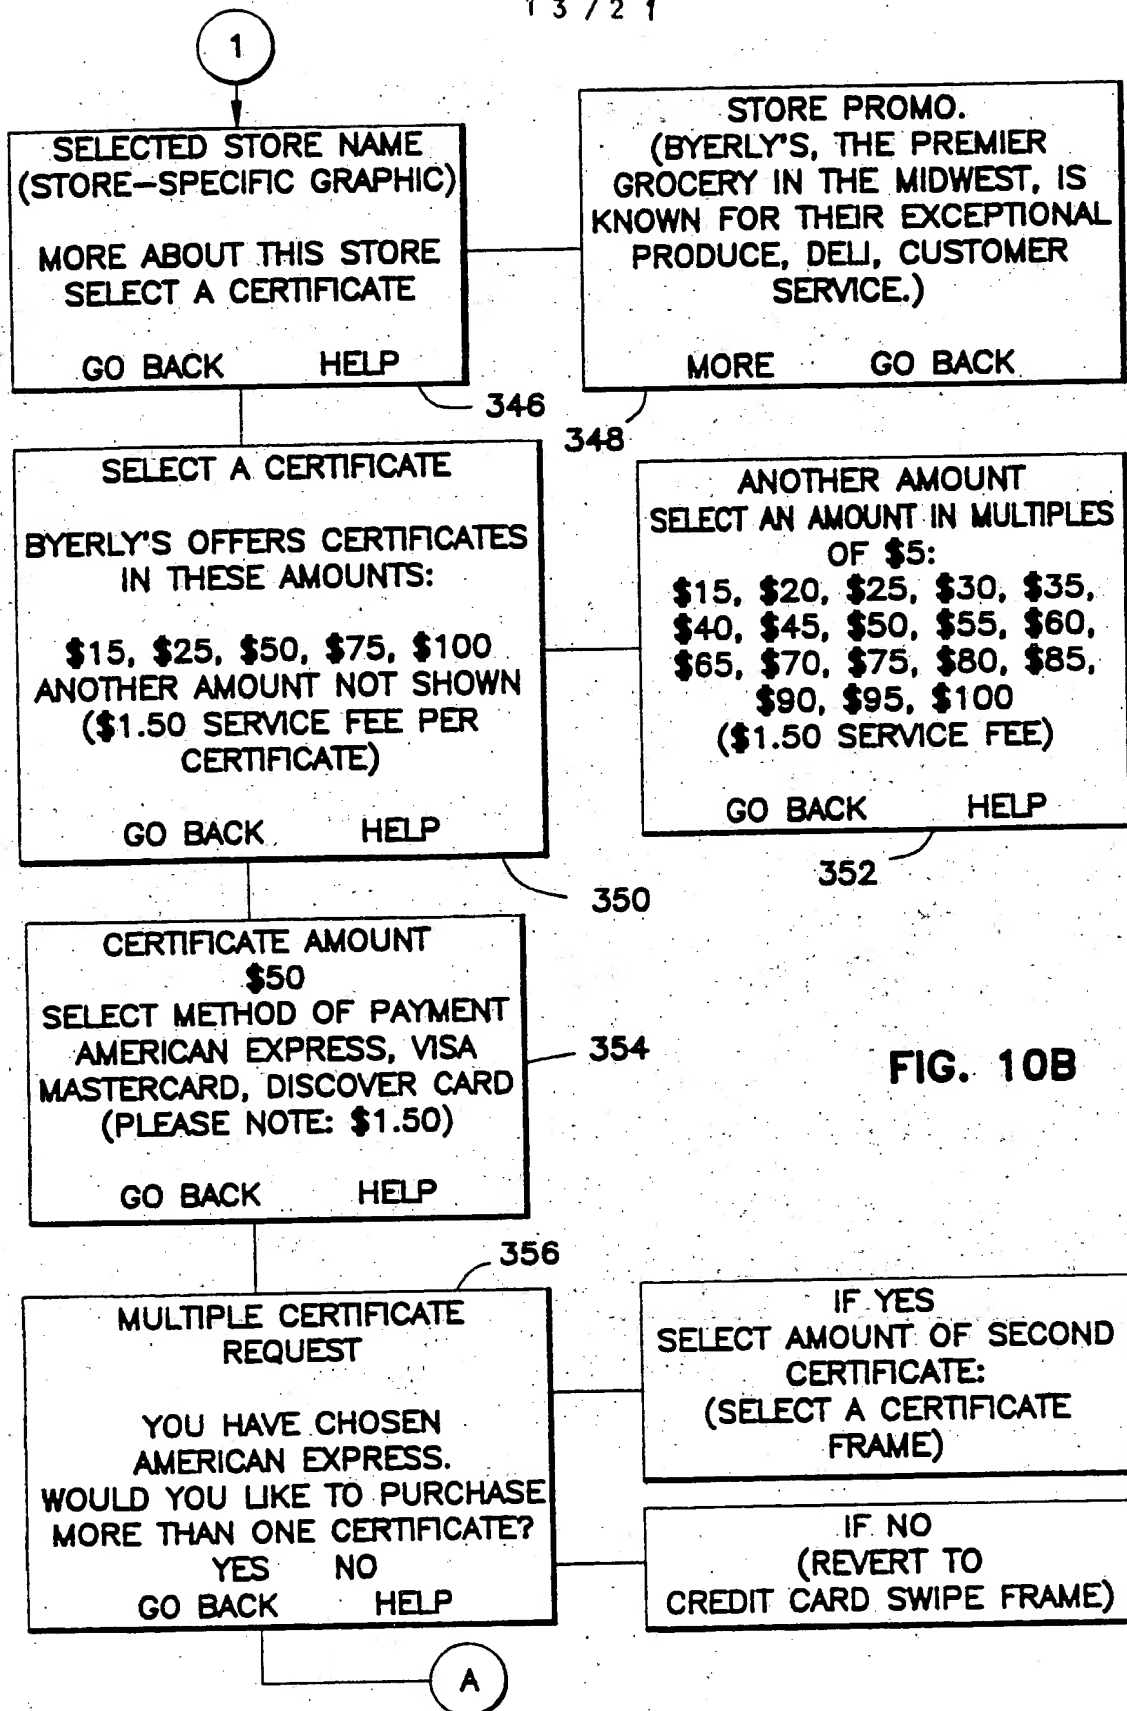 13/21
1
SELECTED STORE NAME
(STORE-SPECIFIC GRAPHIC)
MORE ABOUT THIS STORE
SELECT A CERTIFICATE
GO BACK HELP
346
STORE PROMO.
(BYERLY'S, THE PREMIER
GROCERY IN THE MIDWEST, IS
KNOWN FOR THEIR EXCEPTIONAL
PRODUCE, DELI, CUSTOMER
SERVICE.)
MORE GO BACK
348
SELECT A CERTIFICATE
BYERLY'S OFFERS CERTIFICATES
IN THESE AMOUNTS:
$15, $25, $50, $75, $100
ANOTHER AMOUNT NOT SHOWN
($1.50 SERVICE FEE PER
CERTIFICATE)
GO BACK HELP
350
ANOTHER AMOUNT
SELECT AN AMOUNT IN MULTIPLES
OF $5:
$15, $20, $25, $30, $35,
$40, $45, $50, $55, $60,
$65, $70, $75, $80, $85,
$90, $95, $100
($1.50 SERVICE FEE)
GO BACK HELP
352
CERTIFICATE AMOUNT
$50
SELECT METHOD OF PAYMENT
AMERICAN EXPRESS, VISA
MASTERCARD, DISCOVER CARD
(PLEASE NOTE: $1.50)
GO BACK HELP
354
FIG. 10B
356
MULTIPLE CERTIFICATE
REQUEST
YOU HAVE CHOSEN
AMERICAN EXPRESS.
WOULD YOU LIKE TO PURCHASE
MORE THAN ONE CERTIFICATE?
YES NO
GO BACK HELP
IF YES
SELECT AMOUNT OF SECOND
CERTIFICATE:
(SELECT A CERTIFICATE
FRAME)
IF NO
(REVERT TO
CREDIT CARD SWIPE FRAME)
A